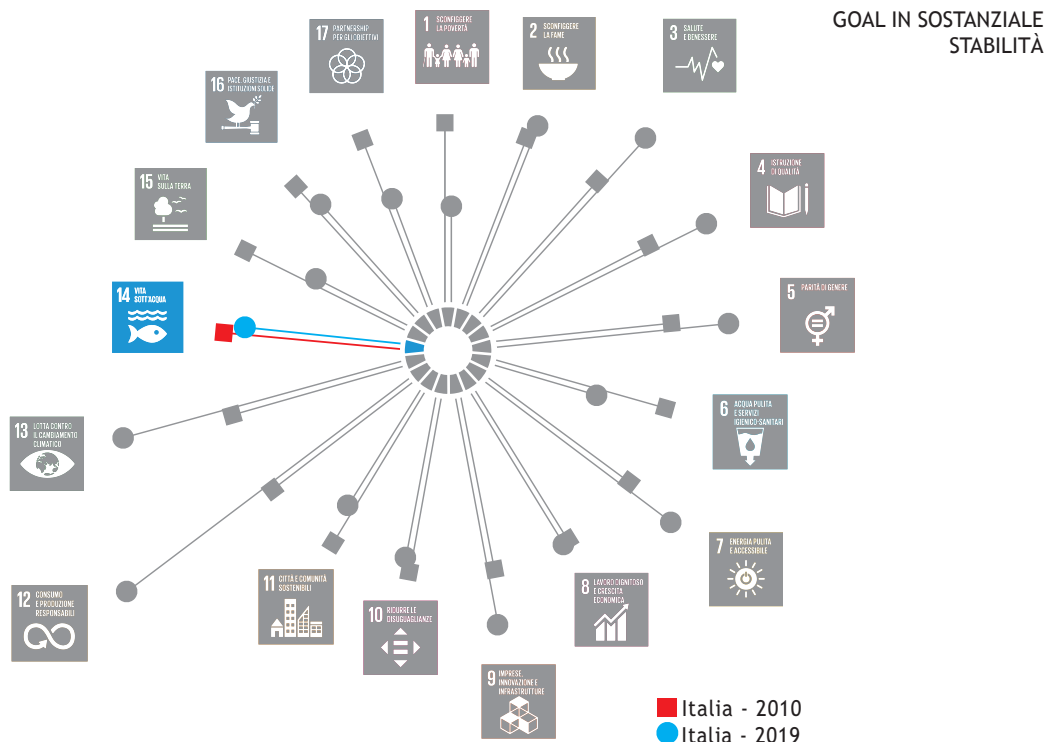 GOAL IN SOSTANZIALE
STABILITÀ
17 PARTNERSHIP
PER GLI OBIETTIVI
1 SCONFIGGERE
LA POVERTÀ
2 SCONFIGGERE
LA FAME
3 SALUTE
E BENESSERE
16 PACE, GIUSTIZIA E
ISTITUZIONI SOLIDE
4 ISTRUZIONE
DI QUALITÀ
15 VITA
SULLA TERRA
14 VITA
SOTT'ACQUA
5 PARITÀ DI GENERE
6 ACQUA PULITA
E SERVIZI
IGIENICO-SANITARI
13 LOTTA CONTRO
IL CAMBIAMENTO
CLIMATICO
7 ENERGIA PULITA
E ACCESSIBILE
12 CONSUMO
E PRODUZIONE
RESPONSABILI
11 CITTÀ E COMUNITÀ
SOSTENIBILI
10 RIDURRE LE
DISUGUAGLIANZE
8 LAVORO DIGNITOSO
E CRESCITA
ECONOMICA
9 IMPRESE,
INNOVAZIONE E
INFRASTRUTTURE
Italia - 2010
Italia - 2019